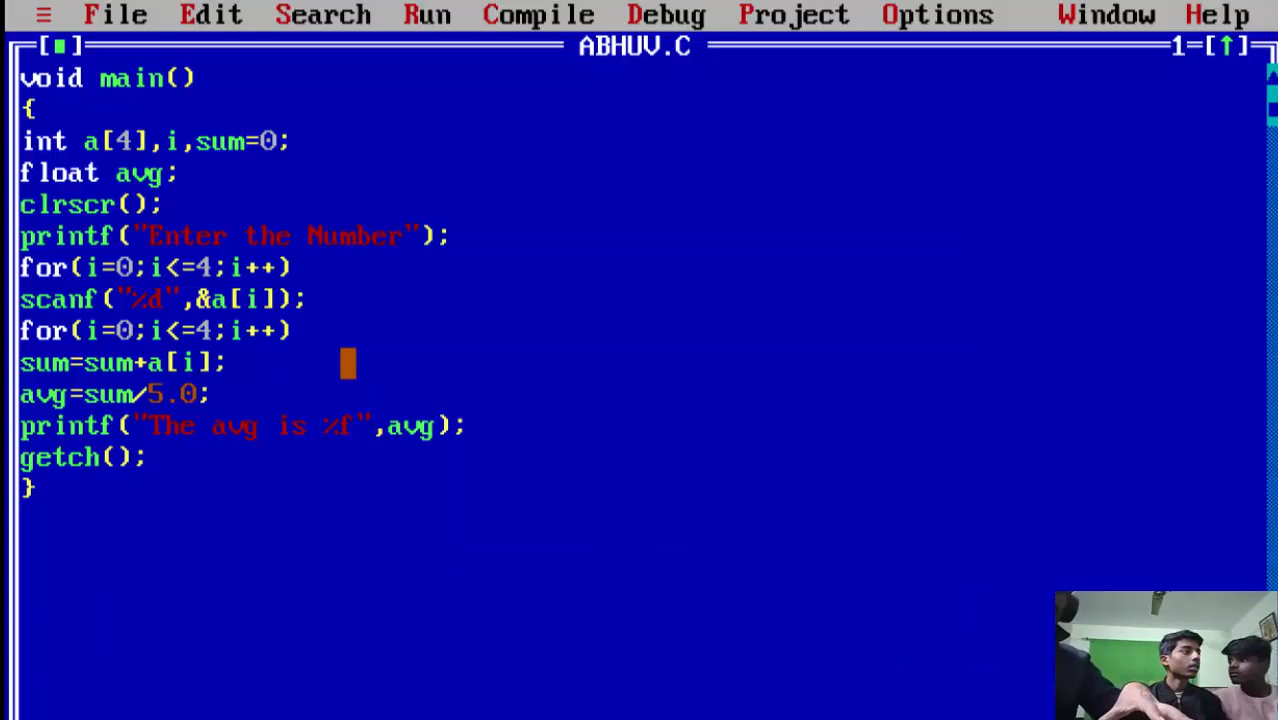 ≡ File Edit Search Run Compile Debug Project Options Window Help
[■] ABHUV.C 1=[↑]
void main()
{
int a[4],i,sum=0;
float avg;
clrscr();
printf("Enter the Number");
for(i=0;i<=4;i++)
scanf("%d",&a[i]);
for(i=0;i<=4;i++)
sum=sum+a[i];
avg=sum/5.0;
printf("The avg is %f",avg);
getch();
}